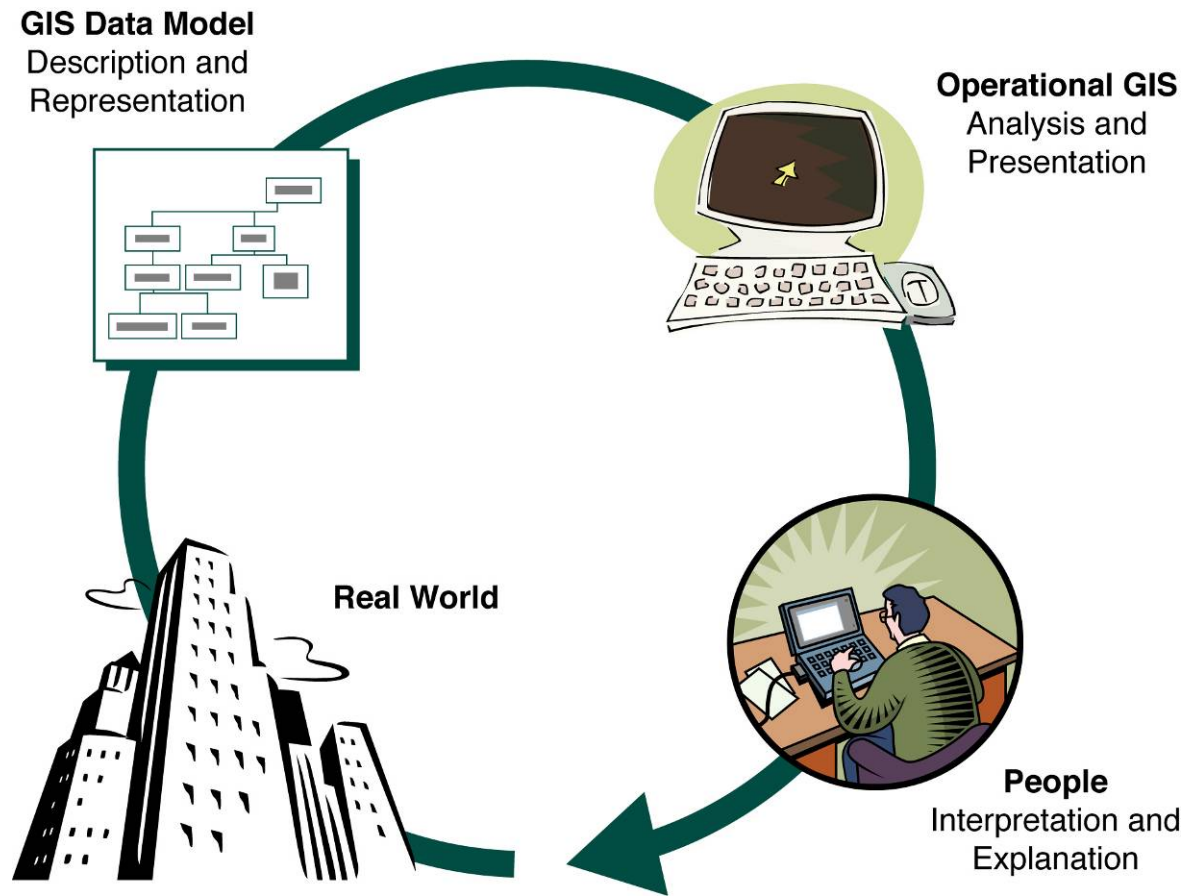 GIS Data Model
Description and
Representation
Operational GIS
Analysis and
Presentation
Real World
People
Interpretation and
Explanation